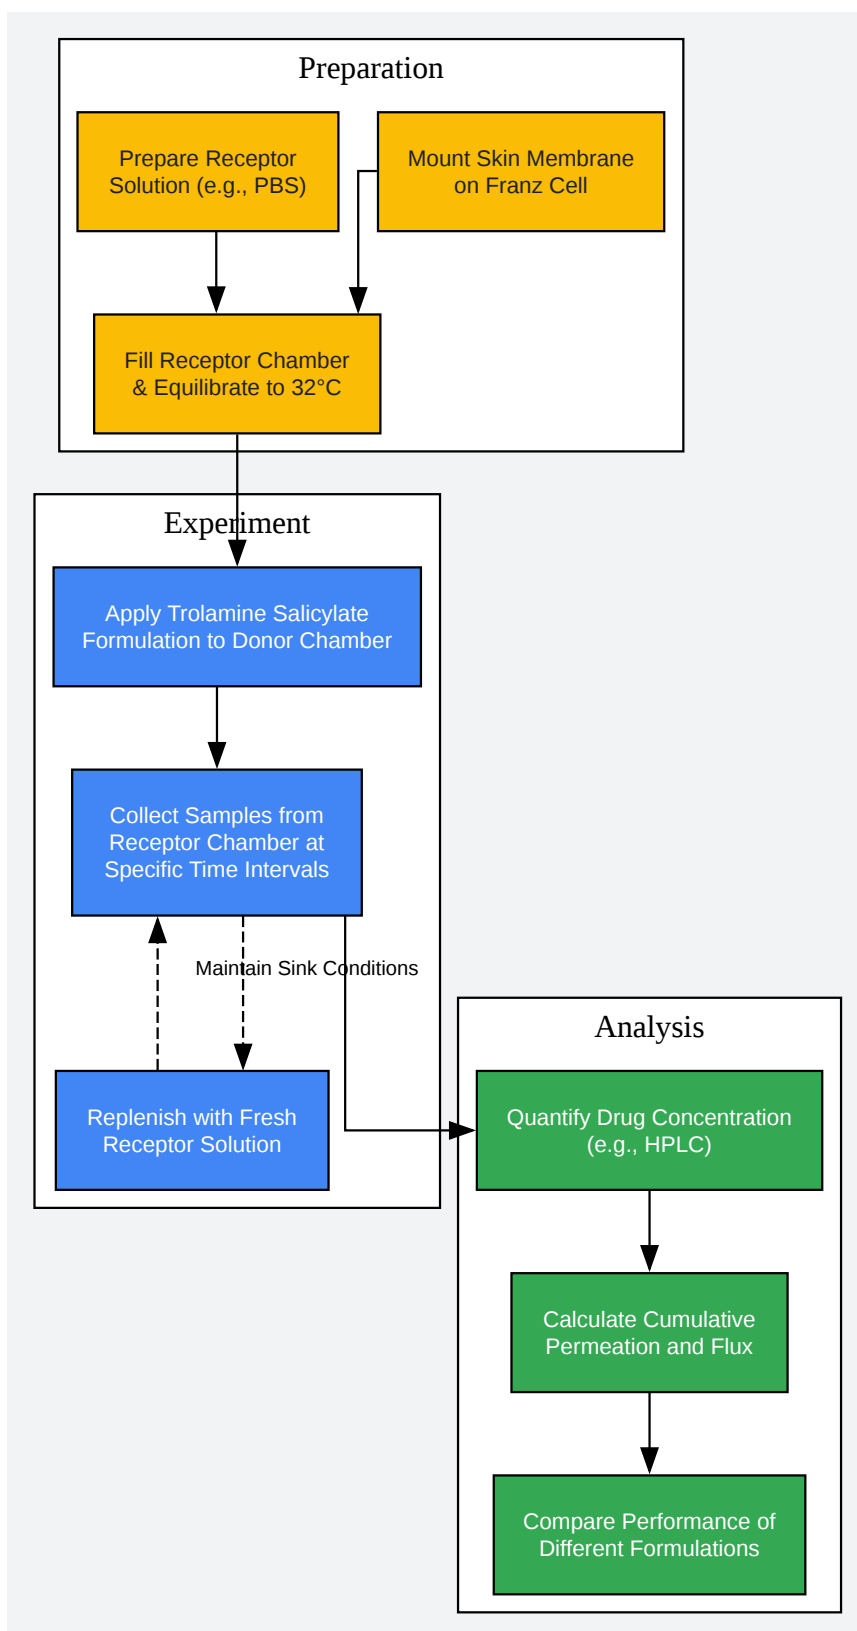 Preparation
Prepare Receptor
Solution (e.g., PBS)
Mount Skin Membrane
on Franz Cell
Fill Receptor Chamber
& Equilibrate to 32°C
Experiment
Apply Trolamine Salicylate
Formulation to Donor Chamber
Collect Samples from
Receptor Chamber at
Specific Time Intervals
Maintain Sink Conditions
Replenish with Fresh
Receptor Solution
Analysis
Quantify Drug Concentration
(e.g., HPLC)
Calculate Cumulative
Permeation and Flux
Compare Performance of
Different Formulations